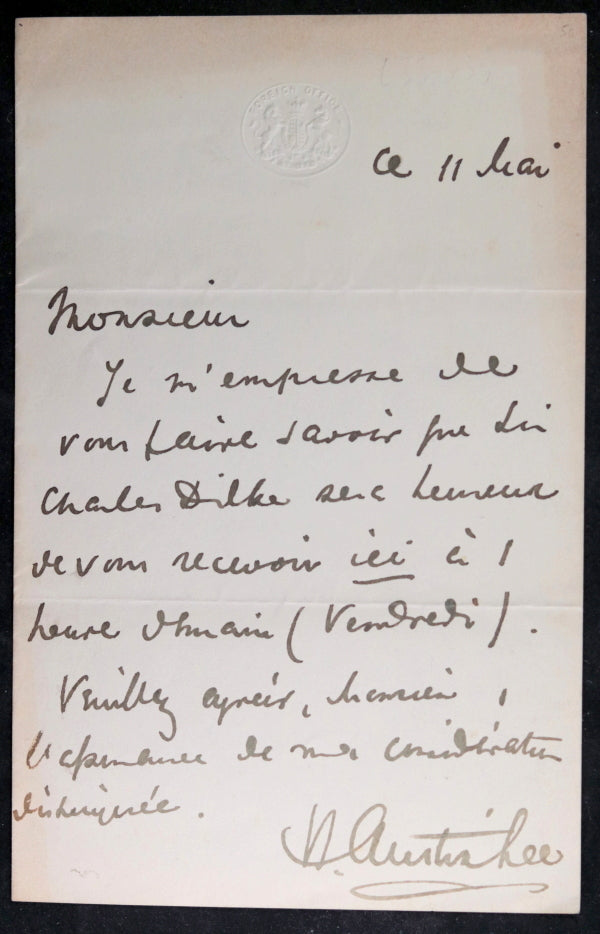 FOREIGN OFFICE
ce 11 Mai
Monsieur
Je m'empresse de
vous faire savoir que Sir
Charles Dilke sera heureux
de vous recevoir ici à 1
heure demain (Vendredi).
Veuillez agréer, Monsieur,
l'assurance de ma considération
distinguée.
H. Austin Lee